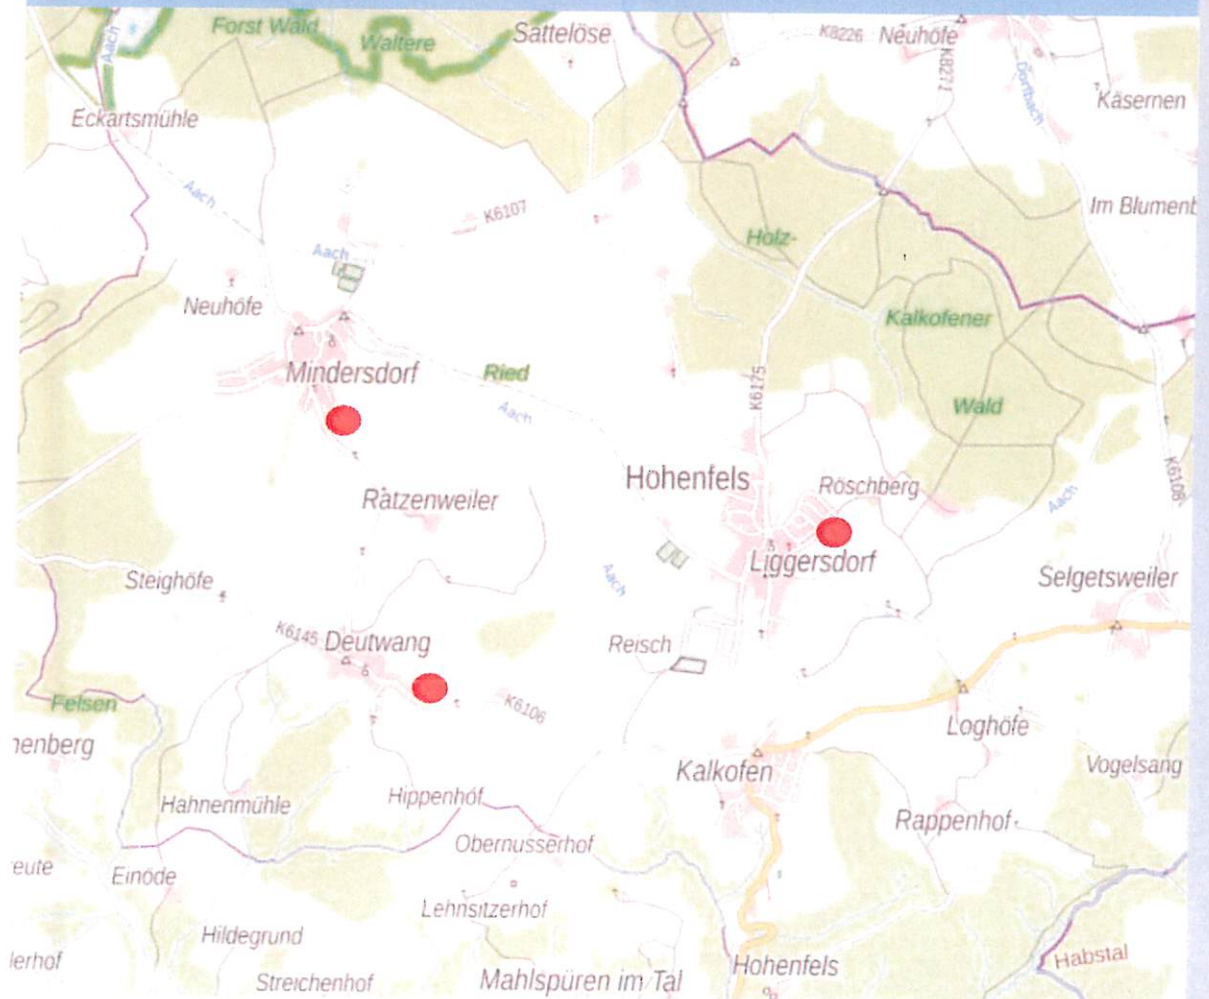 Forst Wald
Waltere
Sattelöse
K8226
Neuhöfe
Aach
K8271
Dorfbach
Käsernen
Eckartsmühle
Aach
K6107
Im Blumenb
Holz-
Aach
Neuhöfe
Kalkofener
Mindersdorf
Ried
K6175
Aach
Wald
Hohenfels
Röschberg
K6108
Ratzenweiler
Aach
Liggersdorf
Steighöfe
Aach
Selgetsweiler
K6145
Deutwang
Reisch
Felsen
K6106
Loghöfe
henberg
Kalkofen
Vogelsang
Hahnenmühle
Hippenhof
Rappenhof
Obernusserhof
eute
Einöde
Lehnsitzerhof
Hildegrund
Habstal
lerhof
Streichenhof
Mahlspüren im Tal
Hohenfels